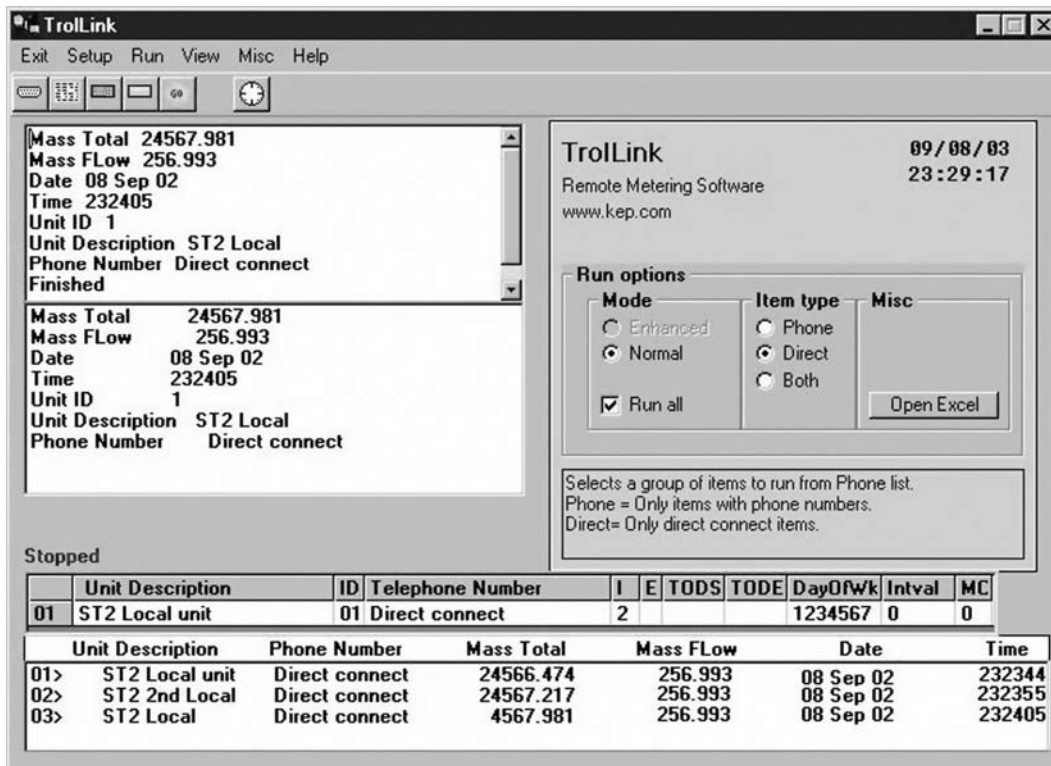 TrolLink
Exit Setup Run View Misc Help
GO
Mass Total 24567.981
Mass FLow 256.993
Date 08 Sep 02
Time 232405
Unit ID 1
Unit Description ST2 Local
Phone Number Direct connect
Finished
Mass Total 24567.981
Mass FLow 256.993
Date 08 Sep 02
Time 232405
Unit ID 1
Unit Description ST2 Local
Phone Number Direct connect
TrolLink
Remote Metering Software
www.kep.com
09/08/03
23:29:17
Run options
Mode
Enhanced
Normal
Run all
Item type
Phone
Direct
Both
Misc
Open Excel
Selects a group of items to run from Phone list.
Phone = Only items with phone numbers.
Direct= Only direct connect items.
Stopped
Unit Description ID Telephone Number I E TODS TODE DayOfWk Intval MC
01 ST2 Local unit 01 Direct connect 2 1234567 0 0
Unit Description Phone Number Mass Total Mass FLow Date Time
01> ST2 Local unit Direct connect 24566.474 256.993 08 Sep 02 232344
02> ST2 2nd Local Direct connect 24567.217 256.993 08 Sep 02 232355
03> ST2 Local Direct connect 4567.981 256.993 08 Sep 02 232405